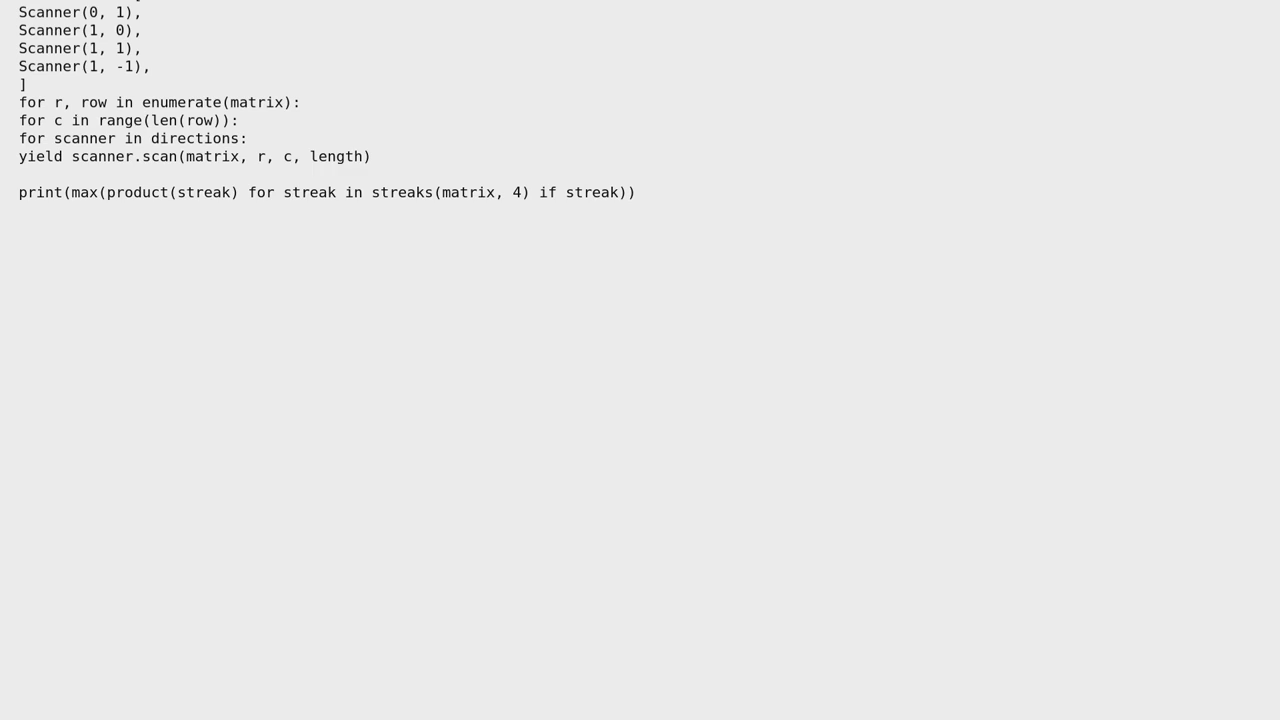 Scanner(0, 1),
Scanner(1, 0),
Scanner(1, 1),
Scanner(1, -1),
]
for r, row in enumerate(matrix):
for c in range(len(row)):
for scanner in directions:
yield scanner.scan(matrix, r, c, length)
print(max(product(streak) for streak in streaks(matrix, 4) if streak))